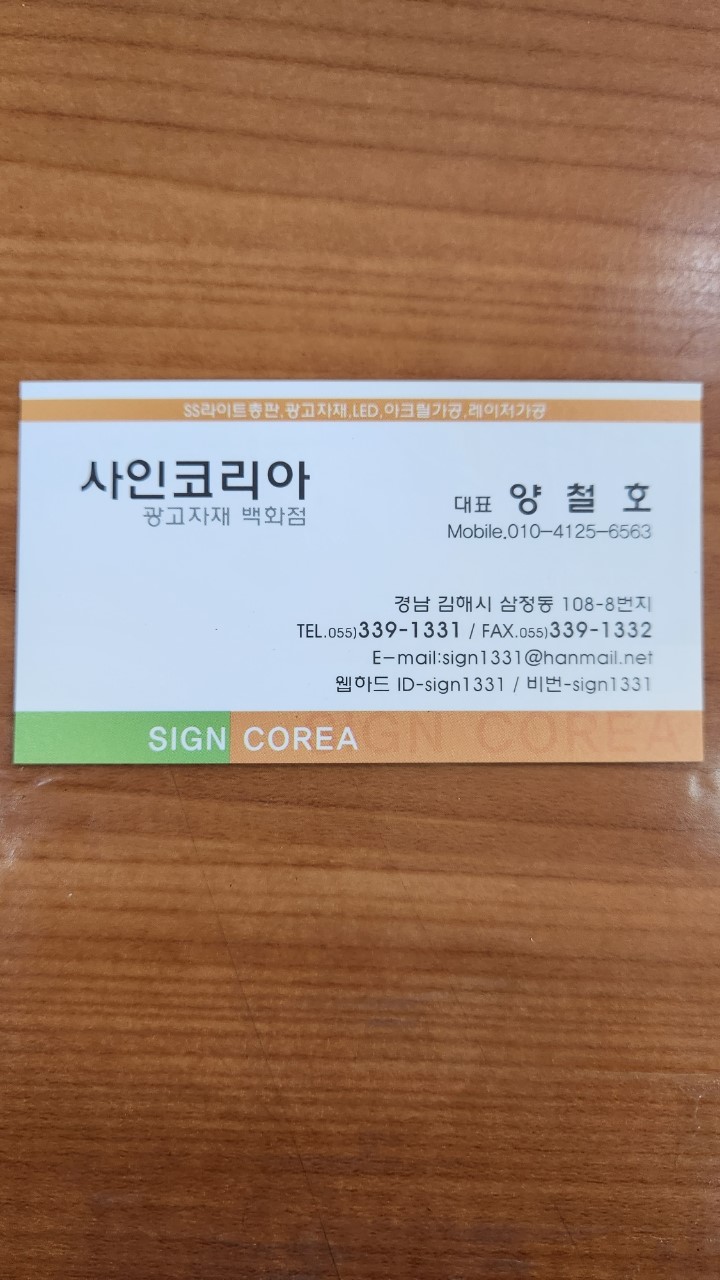 SS라이트총판,광고자재,LED,아크릴가공,레이저가공
사인코리아
광고자재 백화점
대표 양 철 호
Mobile.010-4125-6563
경남 김해시 삼정동 108-8번지
TEL.055)339-1331 / FAX.055)339-1332
E-mail:sign1331@hanmail.net
웹하드 ID-sign1331 / 비번-sign1331
SIGN COREA SIGN COREA